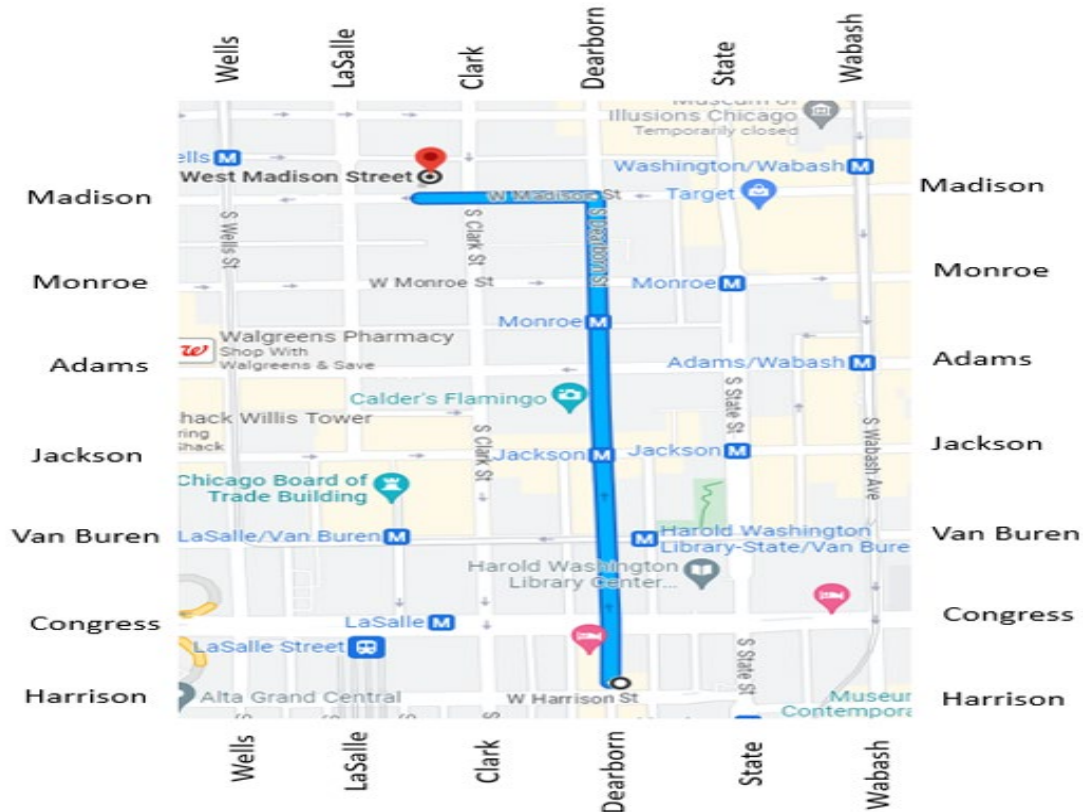 Wells
LaSalle
Clark
Dearborn
State
Wabash
Illusions Chicago
Temporarily closed
ells M
Washington/Wabash M
West Madison Street
Madison
W Madison St
Target
Madison
S Wells St
S Clark St
S Dearborn St
Monroe
W Monroe St
Monroe M
Monroe
Monroe M
Walgreens Pharmacy
Shop With
Walgreens & Save
Adams
Adams/Wabash M
Adams
Calder's Flamingo
S State St
hack Willis Tower
ring
Shack
S Clark St
S Wabash Ave
Jackson
Jackson M
Jackson M
Jackson
Chicago Board of
Trade Building
Van Buren
LaSalle/Van Buren M
M Harold Washington
Library-State/Van Bure
Van Buren
Harold Washington
Library Center...
Congress
LaSalle M
Congress
LaSalle Street
S State St
Harrison
Alta Grand Central
W Harrison St
Museum
Contempora
Harrison
Wells
LaSalle
Clark
Dearborn
State
Wabash